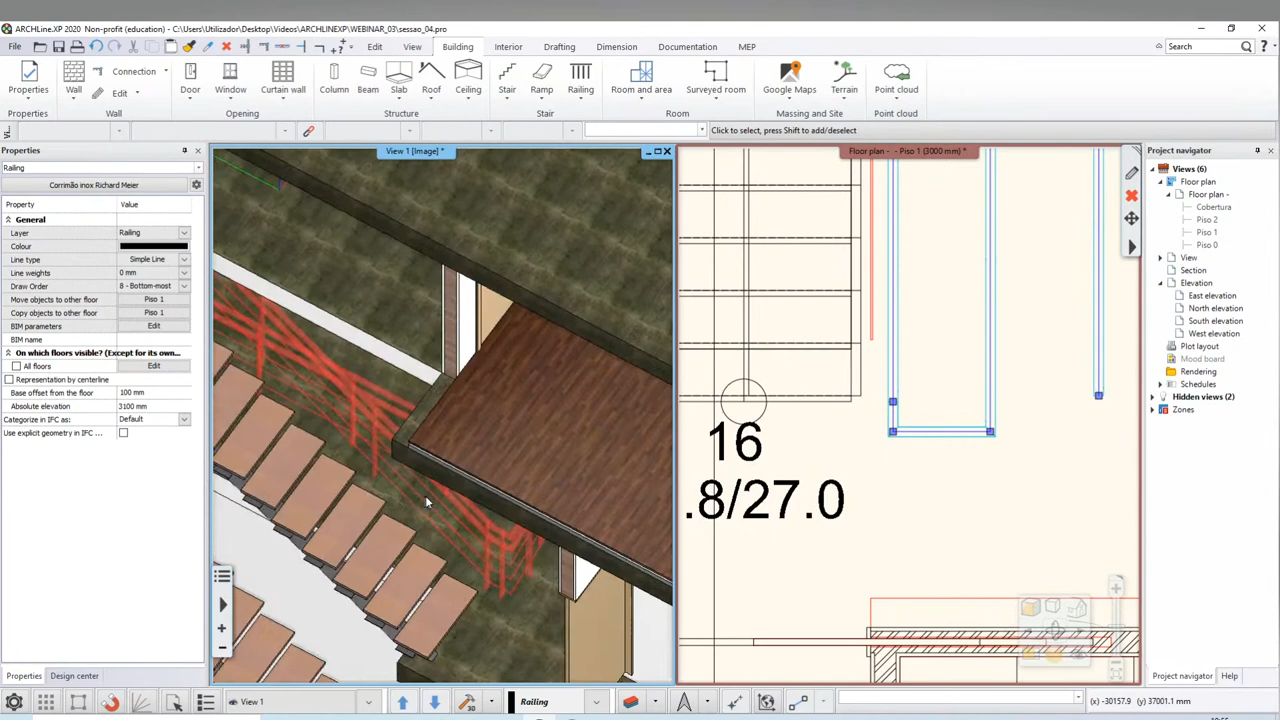 ARCHLine.XP 2020 Non-profit (education) - C:\Users\Utilizador\Desktop\Videos\ARCHLINEXP\WEBINAR_03\sessao_04.pro
File Edit View Building Interior Drafting Dimension Documentation MEP Search
Properties Wall Connection Edit Door Window Curtain wall Column Beam Slab Roof Ceiling Stair Ramp Railing Room and area Surveyed room Google Maps Terrain Point cloud
Properties Wall Opening Structure Stair Room Massing and Site Point cloud
Click to select, press Shift to add/deselect
Properties
View 1 [Image] *
Floor plan - - Piso 1 (3000 mm) *
Project navigator
Railing
Corrimão inox Richard Meier
Property Value
General
Layer Railing
Colour
Line type Simple Line
Line weights 0 mm
Draw Order 8 - Bottom-most
Move objects to other floor Piso 1
Copy objects to other floor Piso 1
BIM parameters Edit
BIM name
On which floors visible? (Except for its own...
All floors Edit
Representation by centerline
Base offset from the floor 100 mm
Absolute elevation 3100 mm
Categorize in IFC as: Default
Use explicit geometry in IFC ...
16
.8/27.0
Views (6)
Floor plan
Floor plan -
Cobertura
Piso 2
Piso 1
Piso 0
View
Section
Elevation
East elevation
North elevation
South elevation
West elevation
Plot layout
Mood board
Rendering
Schedules
Hidden views (2)
Zones
Properties Design center
Project navigator Help
View 1
30
Railing
(x) -30157.9 (y) 37001.1 mm